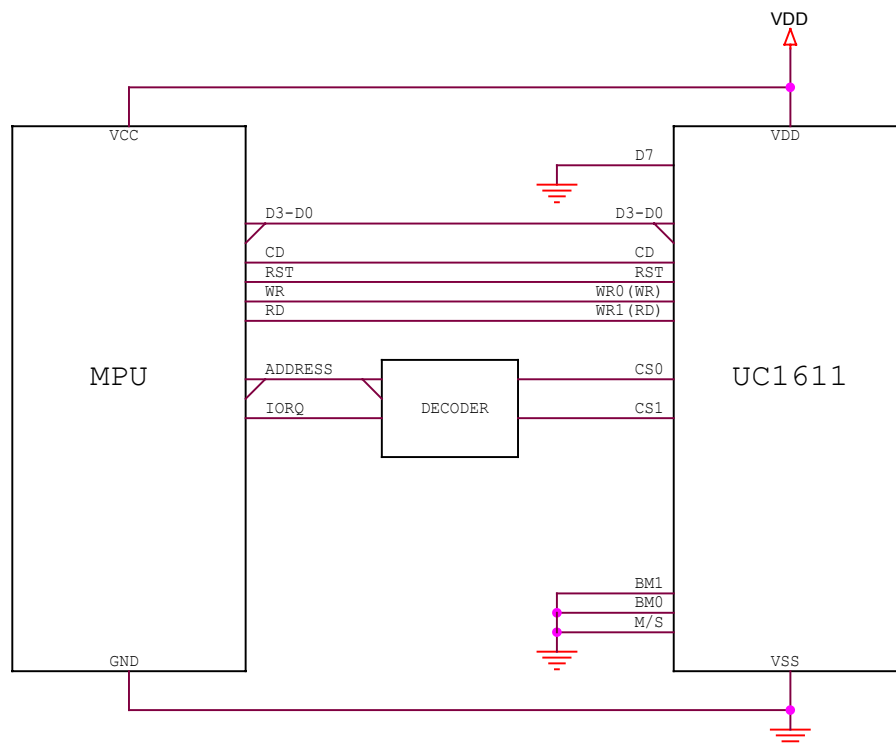 VDD
VCC VDD
D7
D3-D0 D3-D0
CD CD
RST RST
WR WR0(WR)
RD WR1(RD)
ADDRESS CS0
MPU UC1611
IORQ DECODER CS1
BM1
BM0
M/S
GND VSS